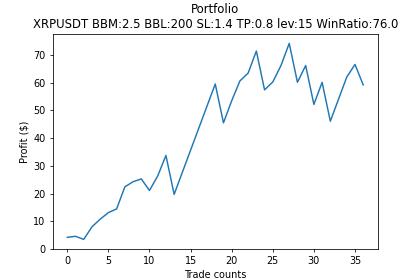 Portfolio
XRPUSDT BBM:2.5 BBL:200 SL:1.4 TP:0.8 lev:15 WinRatio:76.0
Profit ($)
70
60
50
40
30
20
10
0
0 5 10 15 20 25 30 35
Trade counts